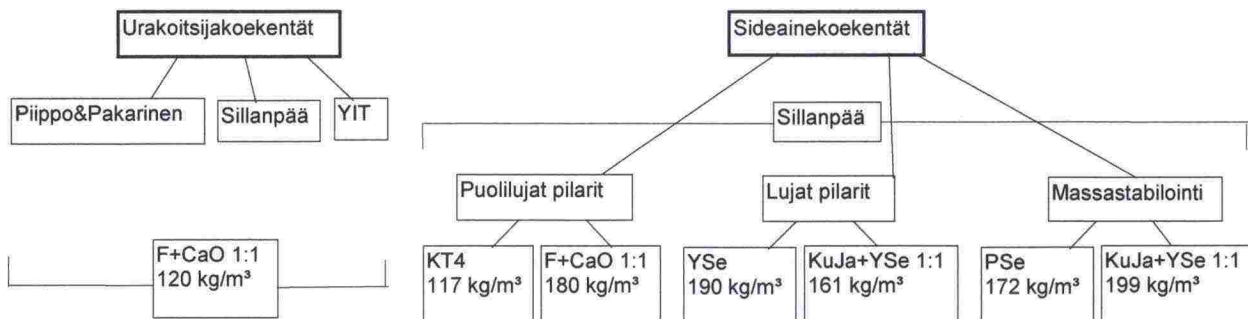 Urakoitsijakoekentät
Piippo&Pakarinen
Sillanpää
YIT
F+CaO 1:1
120 kg/m³
Sideainekoekentät
Sillanpää
Puolilujat pilarit
Lujat pilarit
Massastabilointi
KT4
117 kg/m³
F+CaO 1:1
180 kg/m³
YSe
190 kg/m³
KuJa+YSe 1:1
161 kg/m³
PSe
172 kg/m³
KuJa+YSe 1:1
199 kg/m³